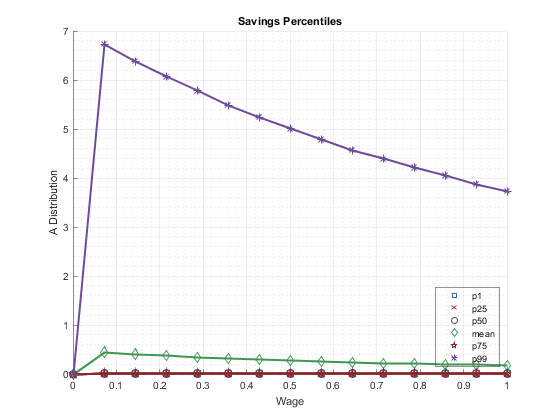 Savings Percentiles
7
6
5
4
3
2
1
0
A Distribution
p1
p25
p50
mean
p75
p99
0 0.1 0.2 0.3 0.4 0.5 0.6 0.7 0.8 0.9 1
Wage